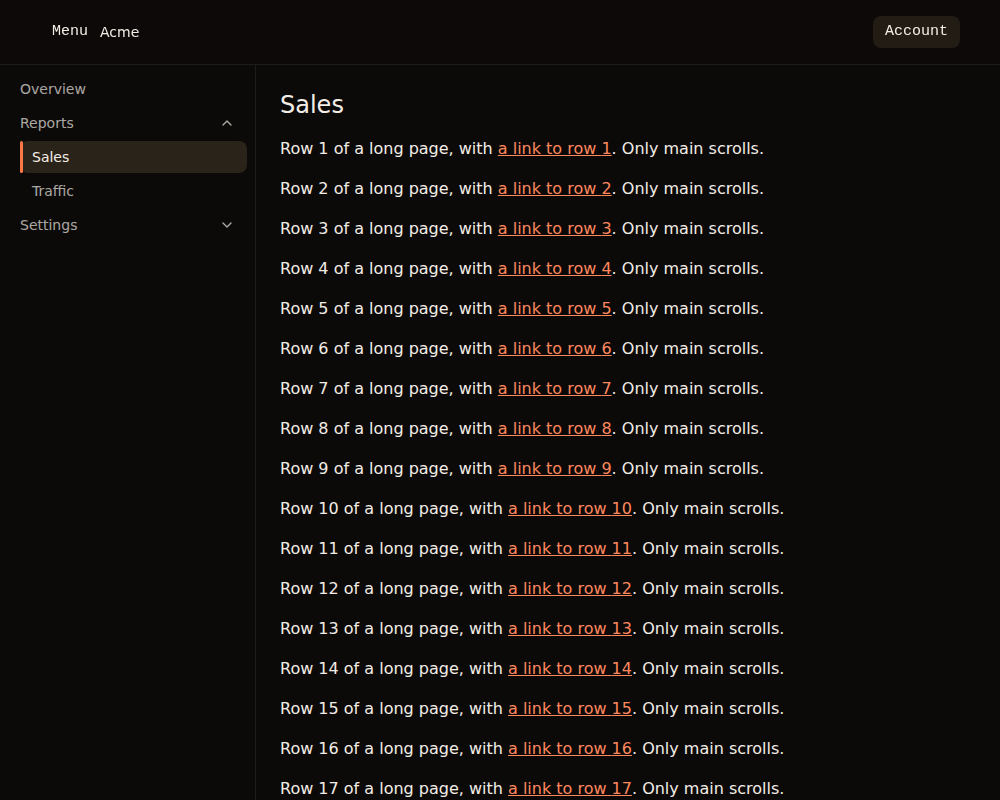 Menu Acme Account
Overview
Reports
Sales
Traffic
Settings
Sales
Row 1 of a long page, with a link to row 1. Only main scrolls.
Row 2 of a long page, with a link to row 2. Only main scrolls.
Row 3 of a long page, with a link to row 3. Only main scrolls.
Row 4 of a long page, with a link to row 4. Only main scrolls.
Row 5 of a long page, with a link to row 5. Only main scrolls.
Row 6 of a long page, with a link to row 6. Only main scrolls.
Row 7 of a long page, with a link to row 7. Only main scrolls.
Row 8 of a long page, with a link to row 8. Only main scrolls.
Row 9 of a long page, with a link to row 9. Only main scrolls.
Row 10 of a long page, with a link to row 10. Only main scrolls.
Row 11 of a long page, with a link to row 11. Only main scrolls.
Row 12 of a long page, with a link to row 12. Only main scrolls.
Row 13 of a long page, with a link to row 13. Only main scrolls.
Row 14 of a long page, with a link to row 14. Only main scrolls.
Row 15 of a long page, with a link to row 15. Only main scrolls.
Row 16 of a long page, with a link to row 16. Only main scrolls.
Row 17 of a long page, with a link to row 17. Only main scrolls.